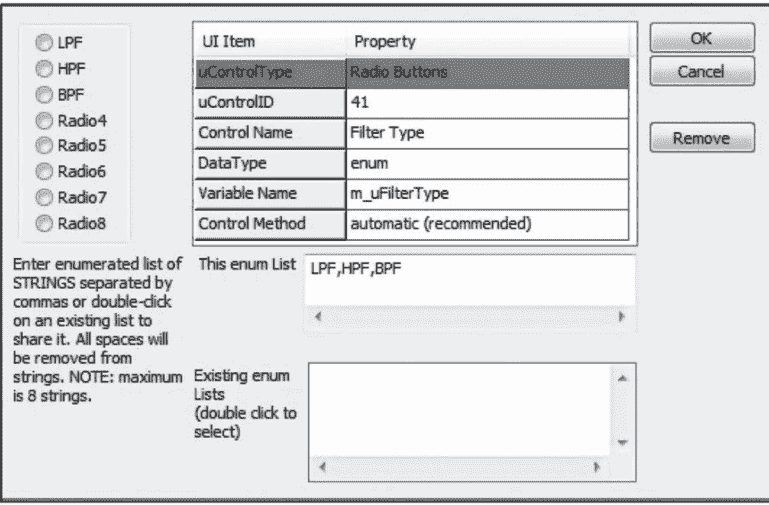 LPF
HPF
BPF
Radio4
Radio5
Radio6
Radio7
Radio8
UI Item Property
uControlType Radio Buttons
uControlID 41
Control Name Filter Type
DataType enum
Variable Name m_uFilterType
Control Method automatic (recommended)
OK
Cancel
Remove
Enter enumerated list of
STRINGS separated by
commas or double-click
on an existing list to
share it. All spaces will
be removed from
strings. NOTE: maximum
is 8 strings.
This enum List LPF,HPF,BPF
Existing enum
Lists
(double click to
select)